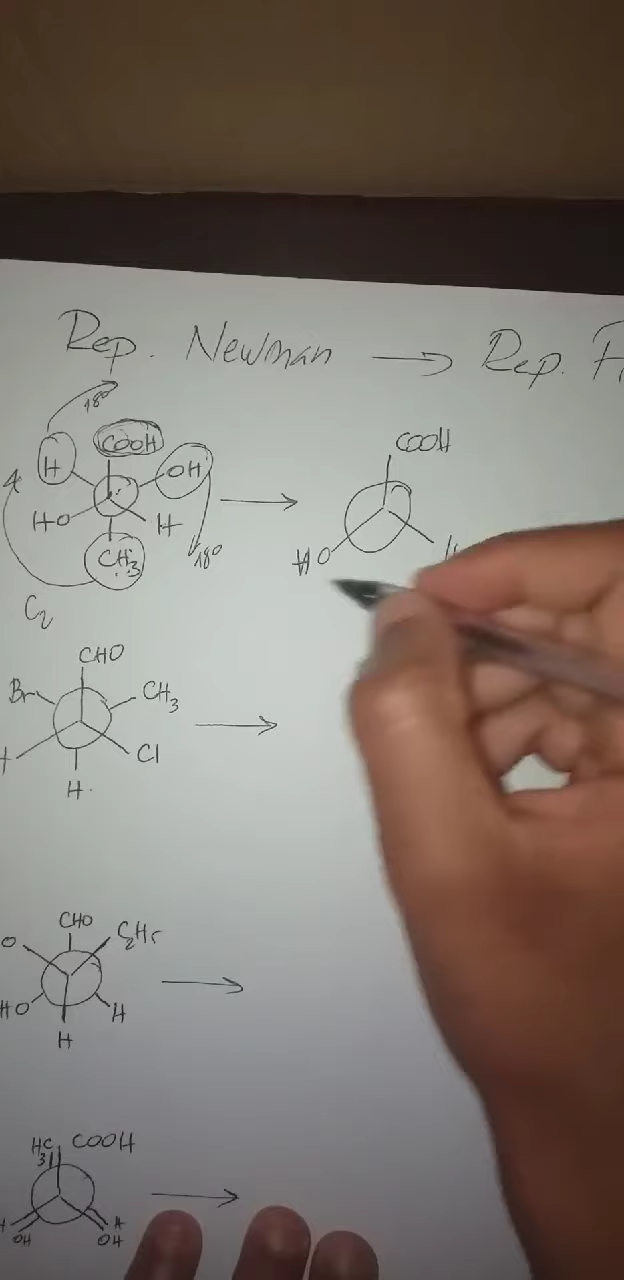 Rep. Newman → Rep.
180
COOH
H
OH
HO
H
CH3
180
C2
→
COOH
HO
CHO
Br
CH3
Cl
H
→
CHO
C2H5
HO
H
H
→
H3C COOH
OH
OH
H
→